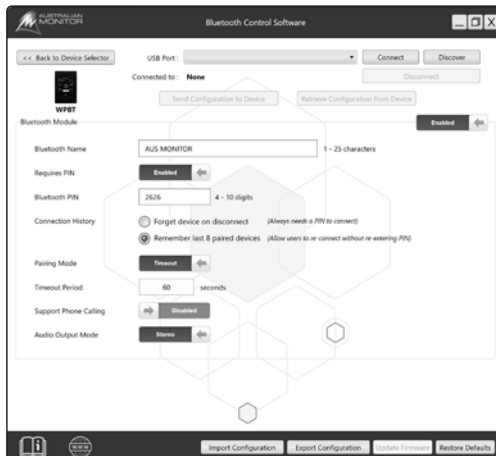 AUSTRALIAN
MONITOR
Bluetooth Control Software
<< Back to Device Selector
USB Port :
Connect
Discover
Connected to : None
Disconnect
WPBT
Send Configuration to Device
Retrieve Configuration from Device
Bluetooth Module
Enabled
Bluetooth Name
AUS MONITOR
1 - 25 characters
Requires PIN
Enabled
Bluetooth PIN
2626
4 - 10 digits
Connection History
Forget device on disconnect
(Always needs a PIN to connect)
Remember last 8 paired devices
(Allow users to re connect without re-entering PIN)
Pairing Mode
Timeout
Timeout Period
60
seconds
Support Phone Calling
Disabled
Audio Output Mode
Stereo
www
Import Configuration
Export Configuration
Update Firmware
Restore Defaults